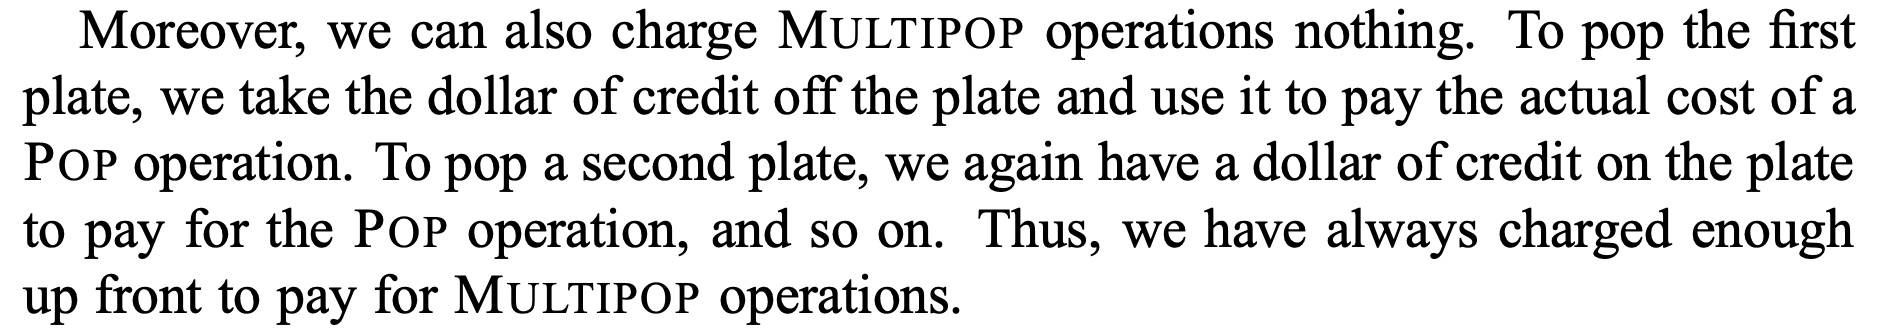 Moreover, we can also charge MULTIPOP operations nothing. To pop the first
plate, we take the dollar of credit off the plate and use it to pay the actual cost of a
POP operation. To pop a second plate, we again have a dollar of credit on the plate
to pay for the POP operation, and so on. Thus, we have always charged enough
up front to pay for MULTIPOP operations.